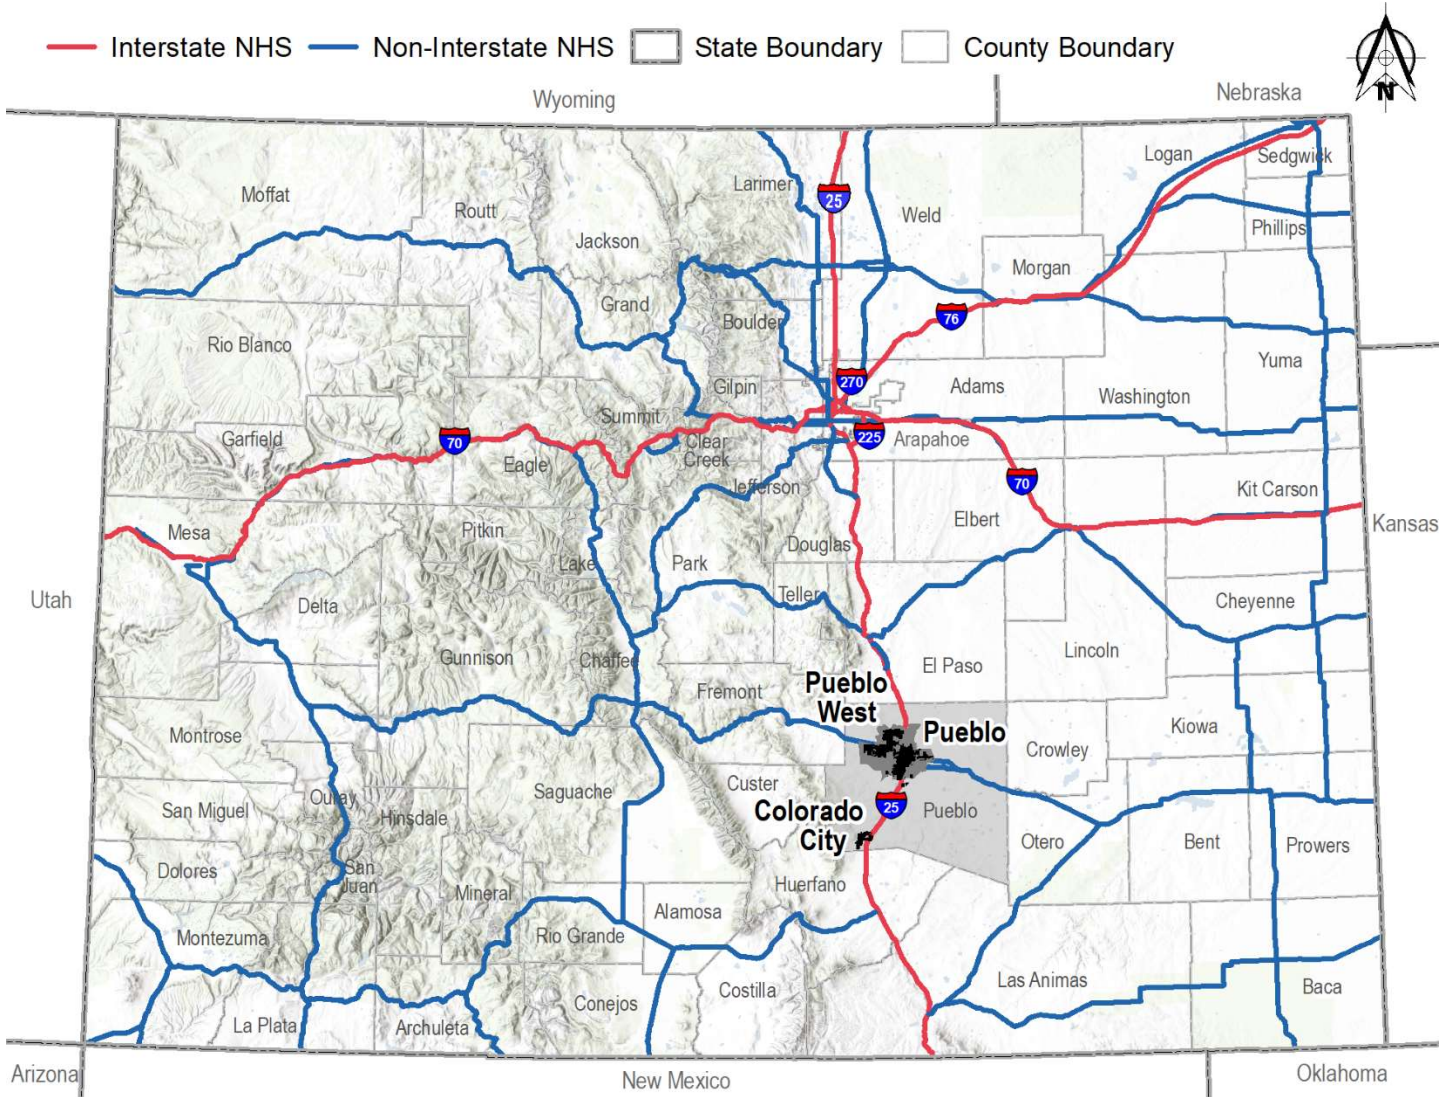 Interstate NHS
Non-Interstate NHS
State Boundary
County Boundary
N
Wyoming
Nebraska
Logan
Sedgwick
Larimer
Moffat
25
Routt
Weld
Phillips
Jackson
Morgan
Grand
Boulder
76
Rio Blanco
Yuma
270
Gilpin
Adams
Washington
Summit
70
Garfield
Clear
Creek
225
Arapahoe
Eagle
70
Jefferson
Kit Carson
Elbert
Mesa
Pitkin
Kansas
Douglas
Lake
Park
Utah
Delta
Teller
Cheyenne
Gunnison
Chaffee
El Paso
Lincoln
Pueblo
West
Fremont
Pueblo
Kiowa
Montrose
Crowley
Custer
Saguache
Ouray
San Miguel
Hinsdale
Colorado
City
25
Pueblo
Otero
Bent
Prowers
Dolores
San
Juan
Mineral
Huerfano
Alamosa
Montezuma
Rio Grande
Las Animas
Costilla
Baca
Conejos
La Plata
Archuleta
Arizona
New Mexico
Oklahoma